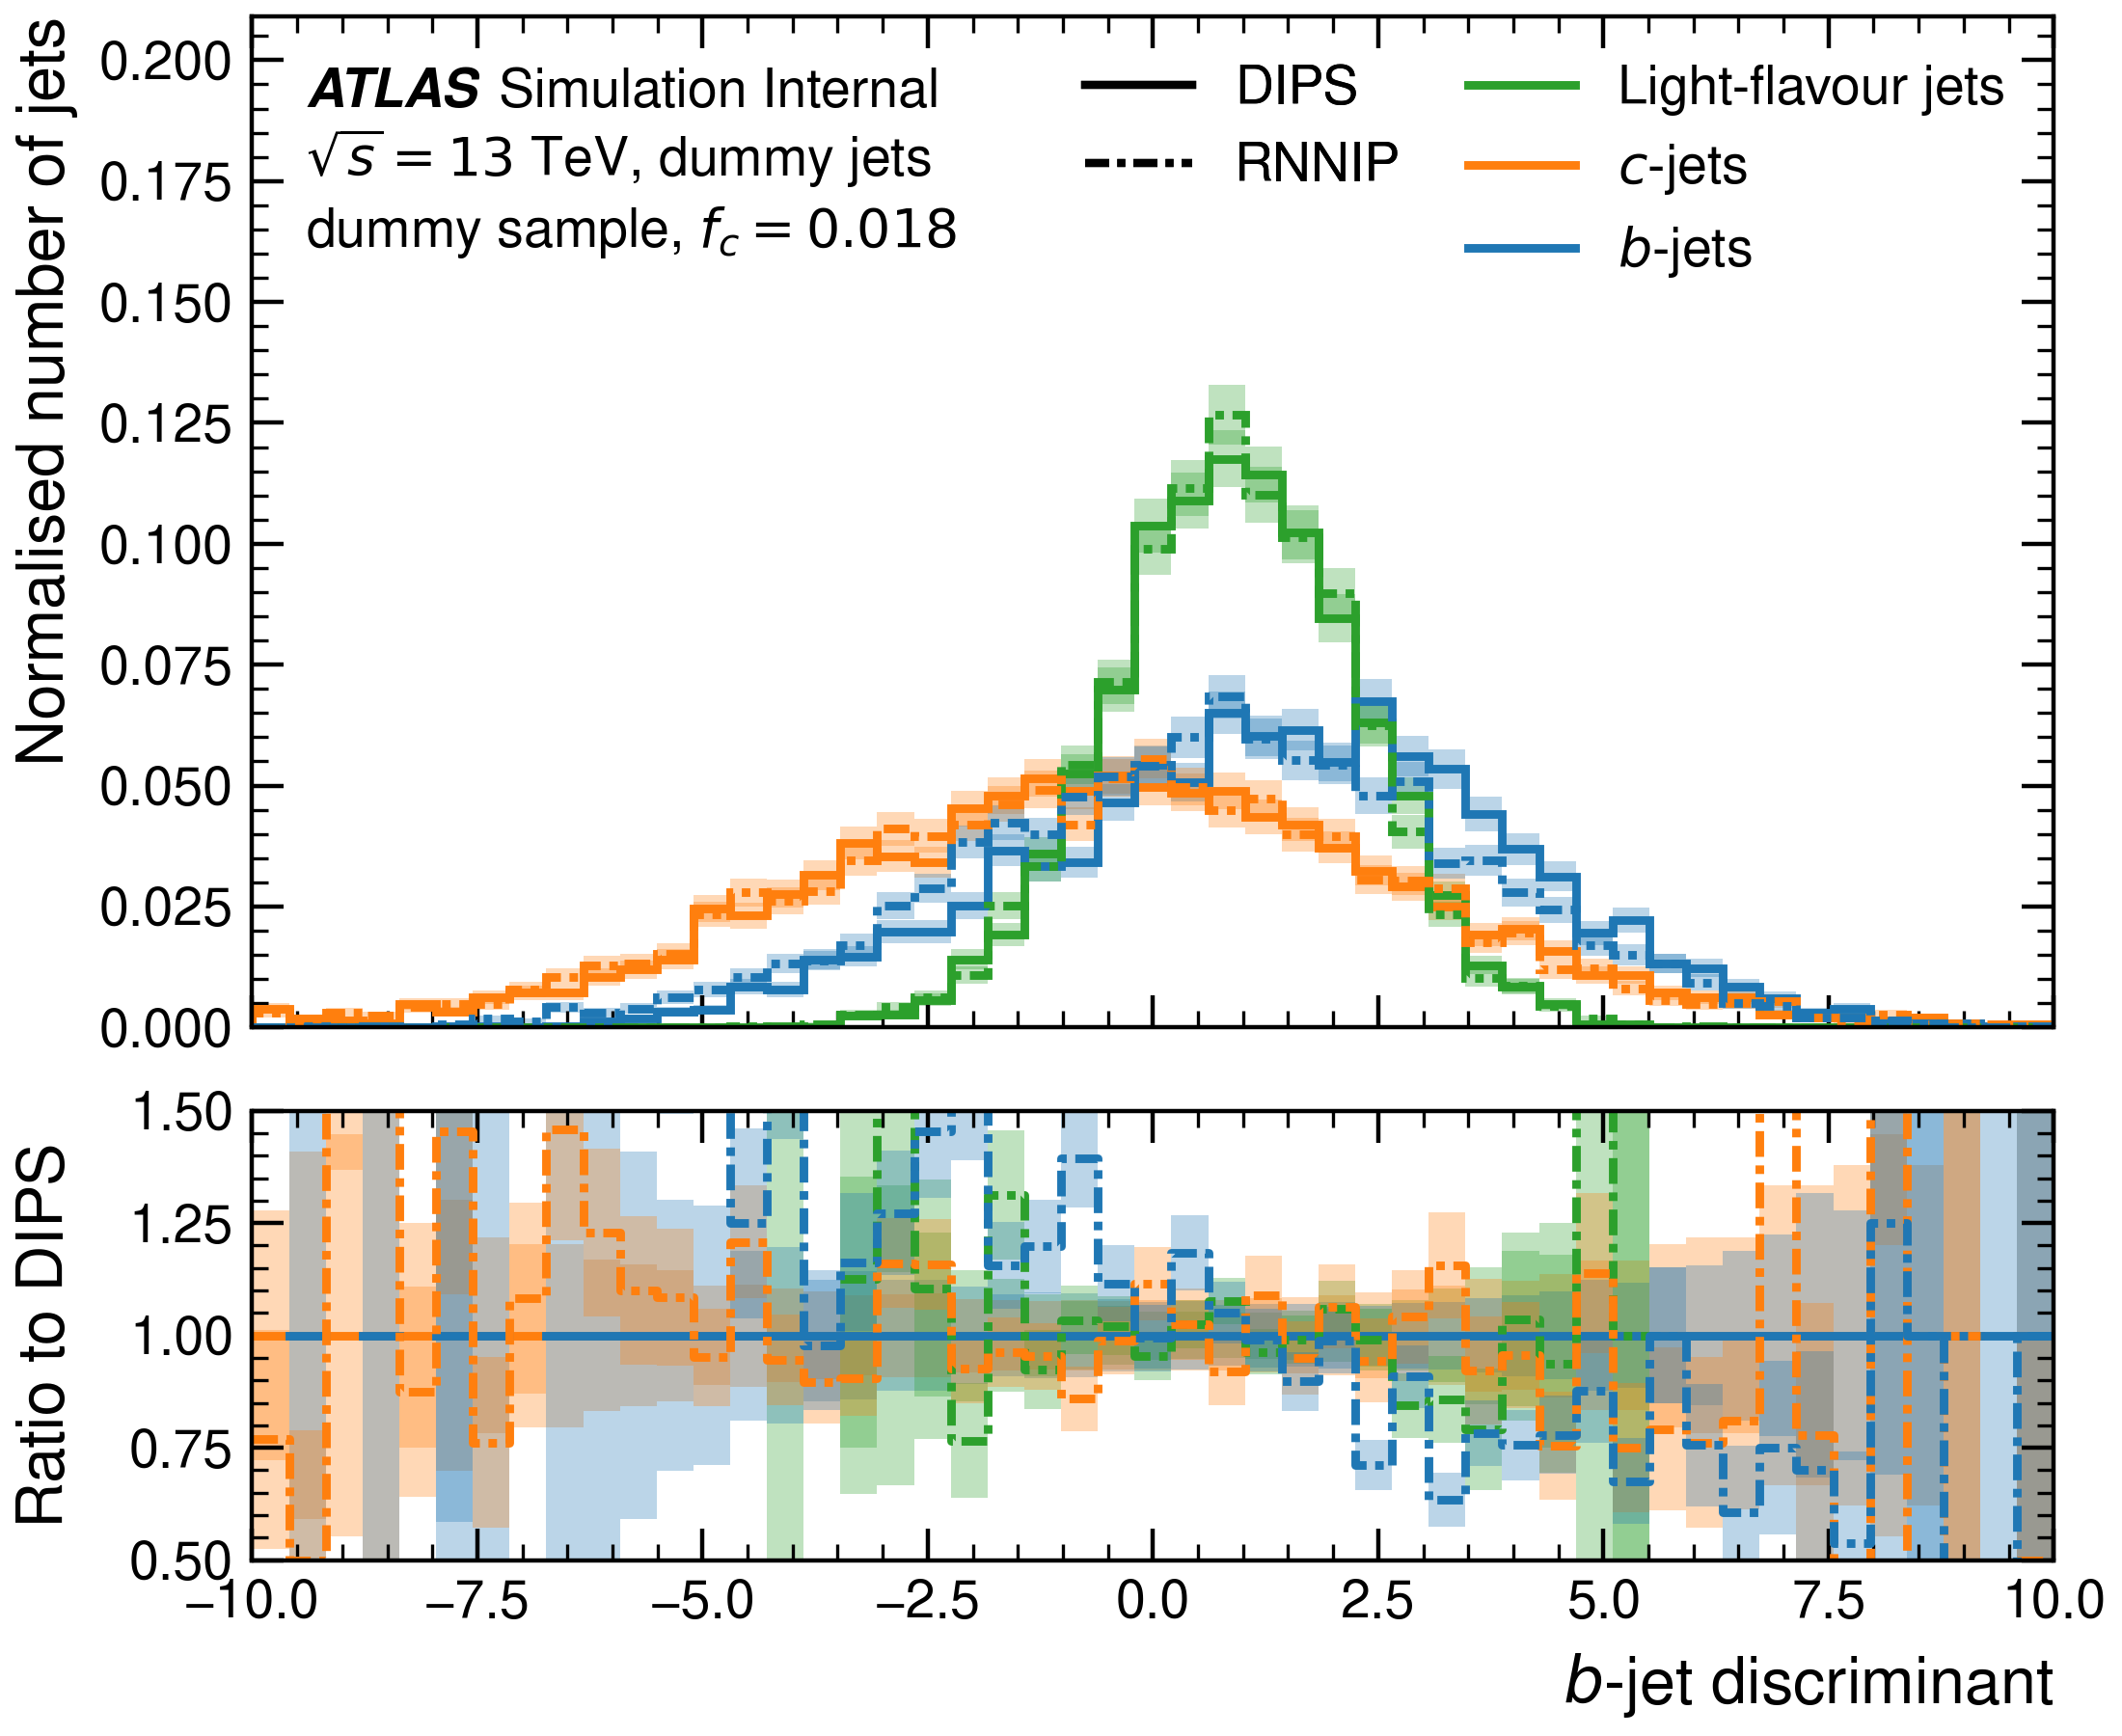 Normalised number of jets
0.200
0.175
0.150
0.125
0.100
0.075
0.050
0.025
0.000
ATLAS Simulation Internal
√s = 13 TeV, dummy jets
dummy sample, f_c = 0.018
DIPS
RNNIP
Light-flavour jets
c-jets
b-jets
Ratio to DIPS
1.50
1.25
1.00
0.75
0.50
−10.0 −7.5 −5.0 −2.5 0.0 2.5 5.0 7.5 10.0
b-jet discriminant